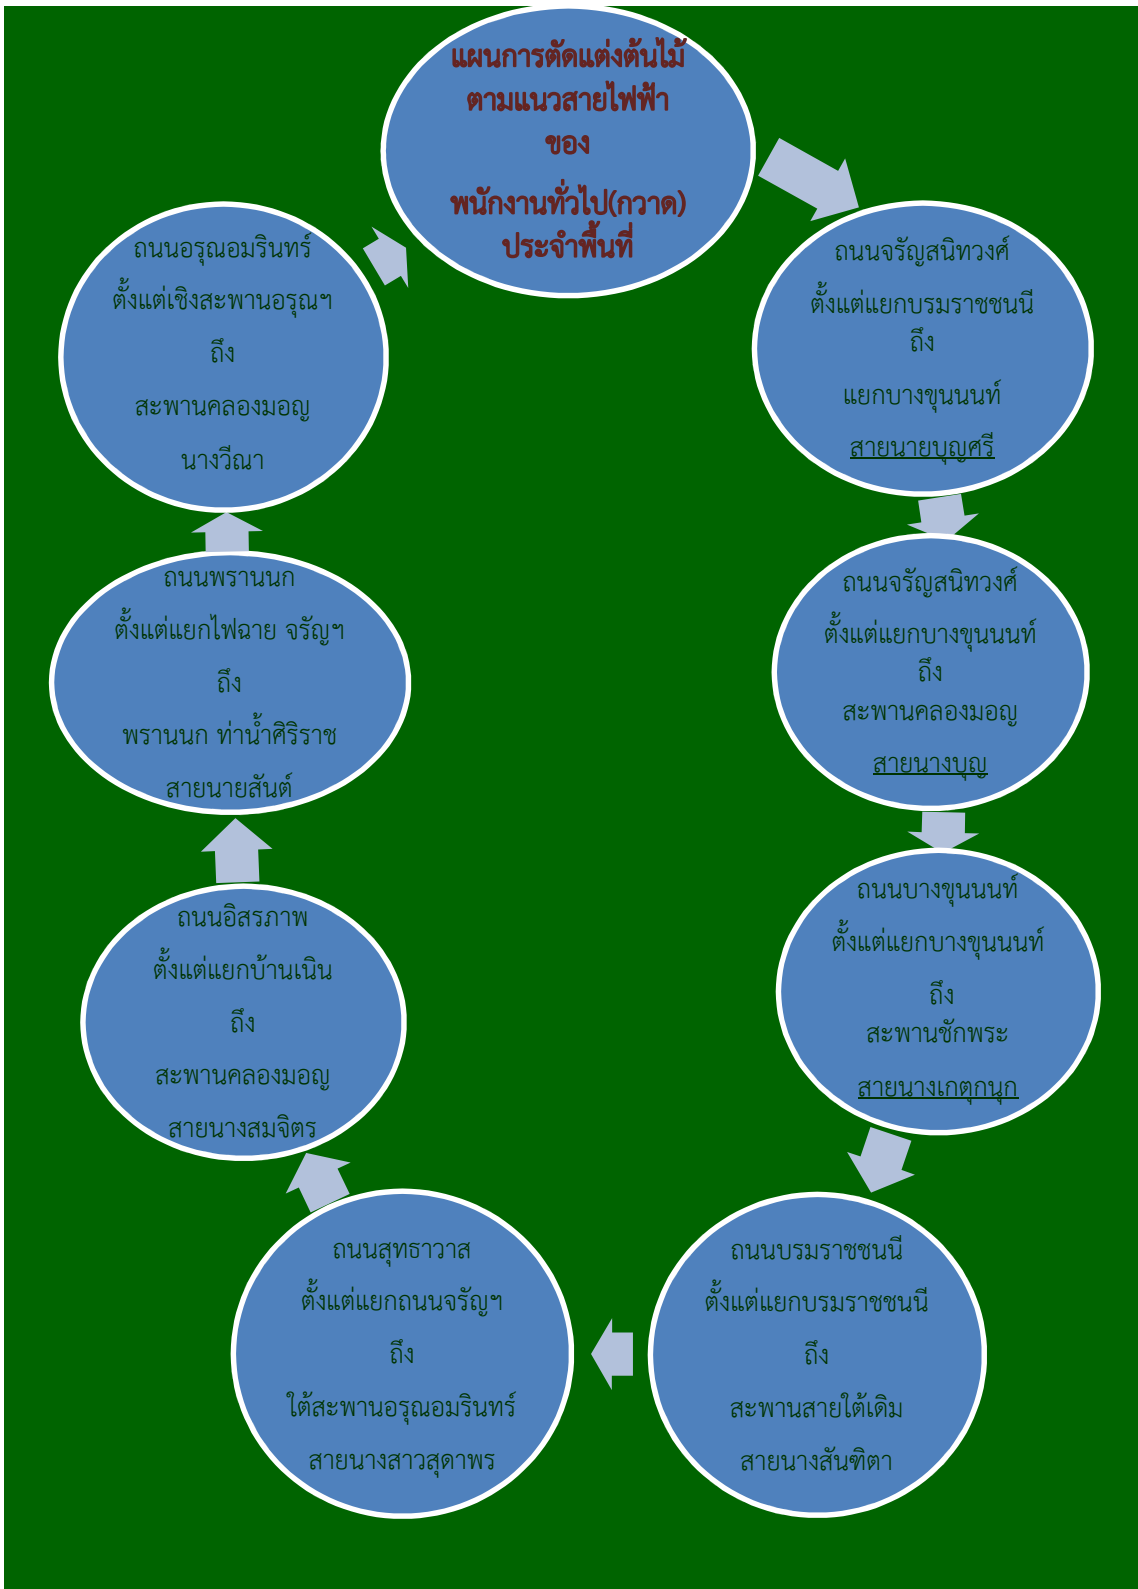 แผนการตัดแต่งต้นไม้
ตามแนวสายไฟฟ้า
ของ
พนักงานทั่วไป(กวาด)
ประจำพื้นที่
ถนนจรัญสนิทวงศ์
ตั้งแต่แยกบรมราชชนนี
ถึง
แยกบางขุนนนท์
สายนายบุญศรี
ถนนจรัญสนิทวงศ์
ตั้งแต่แยกบางขุนนนท์
ถึง
สะพานคลองมอญ
สายนางบุญ
ถนนบางขุนนนท์
ตั้งแต่แยกบางขุนนนท์
ถึง
สะพานชักพระ
สายนางเกตุกนุก
ถนนบรมราชชนนี
ตั้งแต่แยกบรมราชชนนี
ถึง
สะพานสายใต้เดิม
สายนางสันฑิตา
ถนนสุทธาวาส
ตั้งแต่แยกถนนจรัญฯ
ถึง
ใต้สะพานอรุณอมรินทร์
สายนางสาวสุดาพร
ถนนอิสรภาพ
ตั้งแต่แยกบ้านเนิน
ถึง
สะพานคลองมอญ
สายนางสมจิตร
ถนนพรานนก
ตั้งแต่แยกไฟฉาย จรัญฯ
ถึง
พรานนก ท่าน้ำศิริราช
สายนายสันต์
ถนนอรุณอมรินทร์
ตั้งแต่เชิงสะพานอรุณฯ
ถึง
สะพานคลองมอญ
นางวีณา